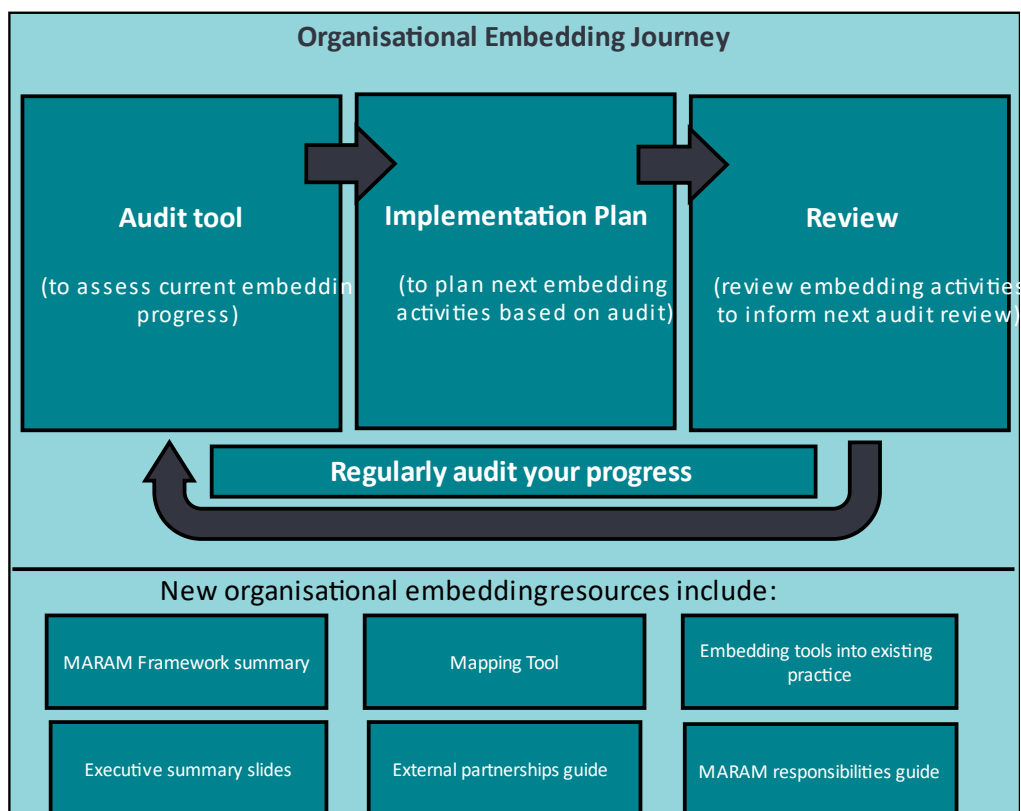 Organisational Embedding Journey
Audit tool
(to assess current embeddin
progress)
Implementation Plan
(to plan next embedding
activities based on audit)
Review
(review embedding activities
to inform next audit review)
Regularly audit your progress
New organisational embeddingresources include:
MARAM Framework summary
Mapping Tool
Embedding tools into existing
practice
Executive summary slides
External partnerships guide
MARAM responsibilities guide